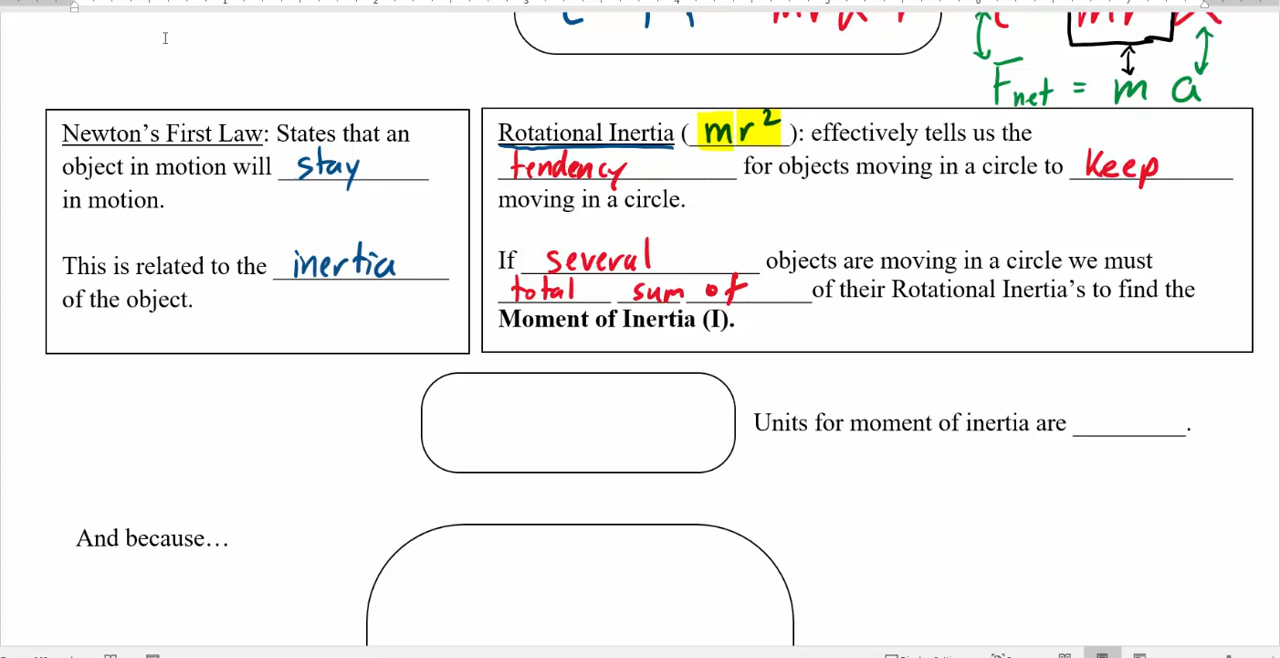 F net = m a
Newton's First Law: States that an
object in motion will stay
in motion.
This is related to the inertia
of the object.
Rotational Inertia ( mr² ): effectively tells us the
tendency for objects moving in a circle to keep
moving in a circle.
If several objects are moving in a circle we must
total sum of of their Rotational Inertia's to find the
Moment of Inertia (I).
Units for moment of inertia are ________.
And because…